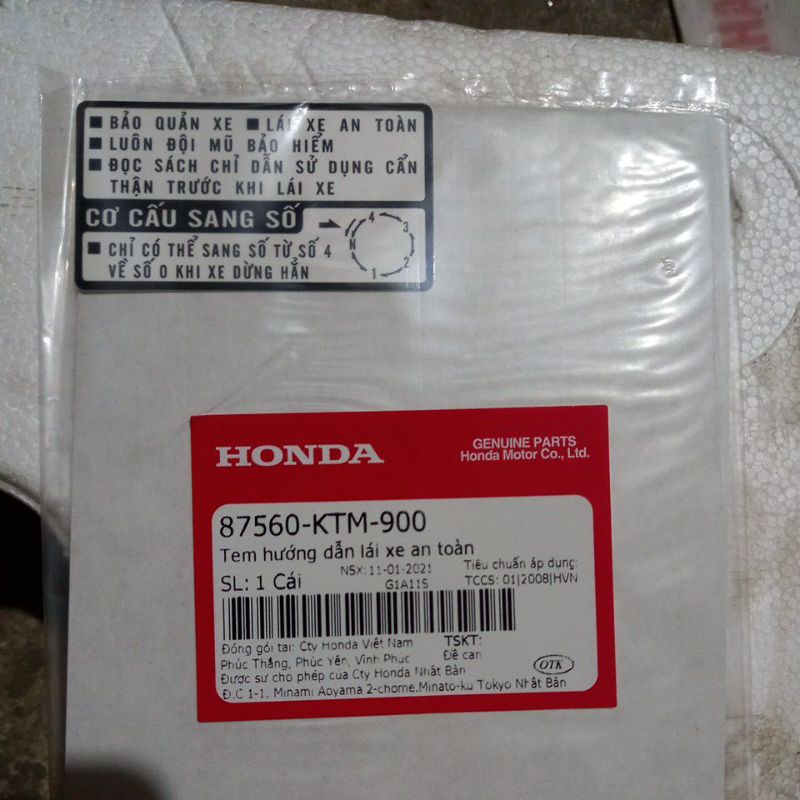 ■ BẢO QUẢN XE ■ LÁI XE AN TOÀN
■ LUÔN ĐỘI MŨ BẢO HIỂM
■ ĐỌC SÁCH CHỈ DẪN SỬ DỤNG CẨN
THẬN TRƯỚC KHI LÁI XE
CƠ CẤU SANG SỐ
■ CHỈ CÓ THỂ SANG SỐ TỪ SỐ 4
VỀ SỐ 0 KHI XE DỪNG HẲN
N 4 3 2 1
HONDA
GENUINE PARTS
Honda Motor Co., Ltd.
87560-KTM-900
Tem hướng dẫn lái xe an toàn
SL: 1 Cái
NSX: 11-01-2021
G1A11S
Tiêu chuẩn áp dụng:
TCCS: 01|2008|HVN
Đóng gói tại: Cty Honda Việt Nam
Phúc Thắng, Phúc Yên, Vĩnh Phúc
TSKT:
Đề can
Được sự cho phép của Cty Honda Nhật Bản
Đ.C 1-1, Minami Aoyama 2-chome.Minato-ku Tokyo Nhật Bản
OTK